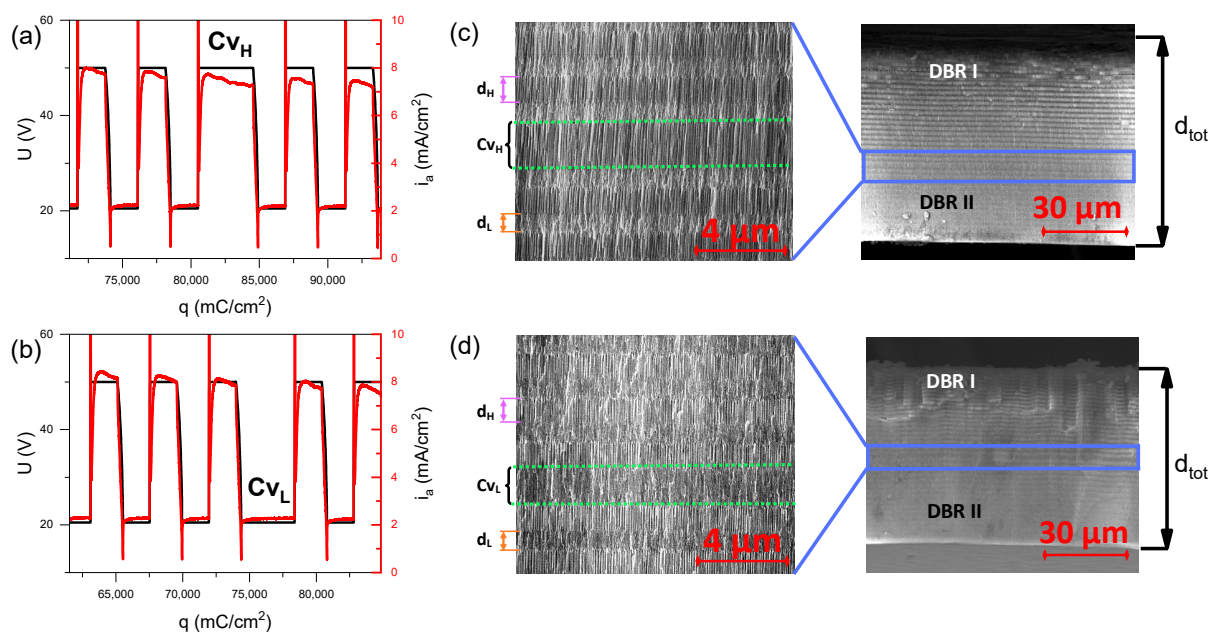 (a)
60
40
20
U (V)
Cv_H
10
8
6
4
2
0
i_a (mA/cm²)
75,000
80,000
85,000
90,000
q (mC/cm²)
(b)
60
40
20
U (V)
Cv_L
10
8
6
4
2
0
i_a (mA/cm²)
65,000
70,000
75,000
80,000
q (mC/cm²)
(c)
d_H
Cv_H
d_L
4 μm
DBR I
DBR II
30 μm
d_tot
(d)
d_H
Cv_L
d_L
4 μm
DBR I
DBR II
30 μm
d_tot